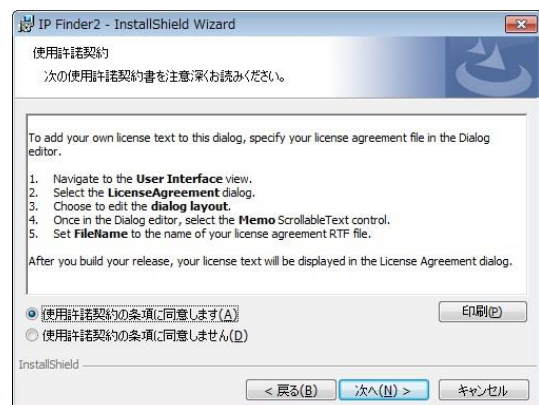 IP Finder2 - InstallShield Wizard
使用許諾契約
次の使用許諾契約書を注意深くお読みください。
To add your own license text to this dialog, specify your license agreement file in the Dialog
editor.
1. Navigate to the User Interface view.
2. Select the LicenseAgreement dialog.
3. Choose to edit the dialog layout.
4. Once in the Dialog editor, select the Memo ScrollableText control.
5. Set FileName to the name of your license agreement RTF file.
After you build your release, your license text will be displayed in the License Agreement dialog.
使用許諾契約の条項に同意します(A)
印刷(P)
使用許諾契約の条項に同意しません(D)
InstallShield
< 戻る(B) 次へ(N) > キャンセル